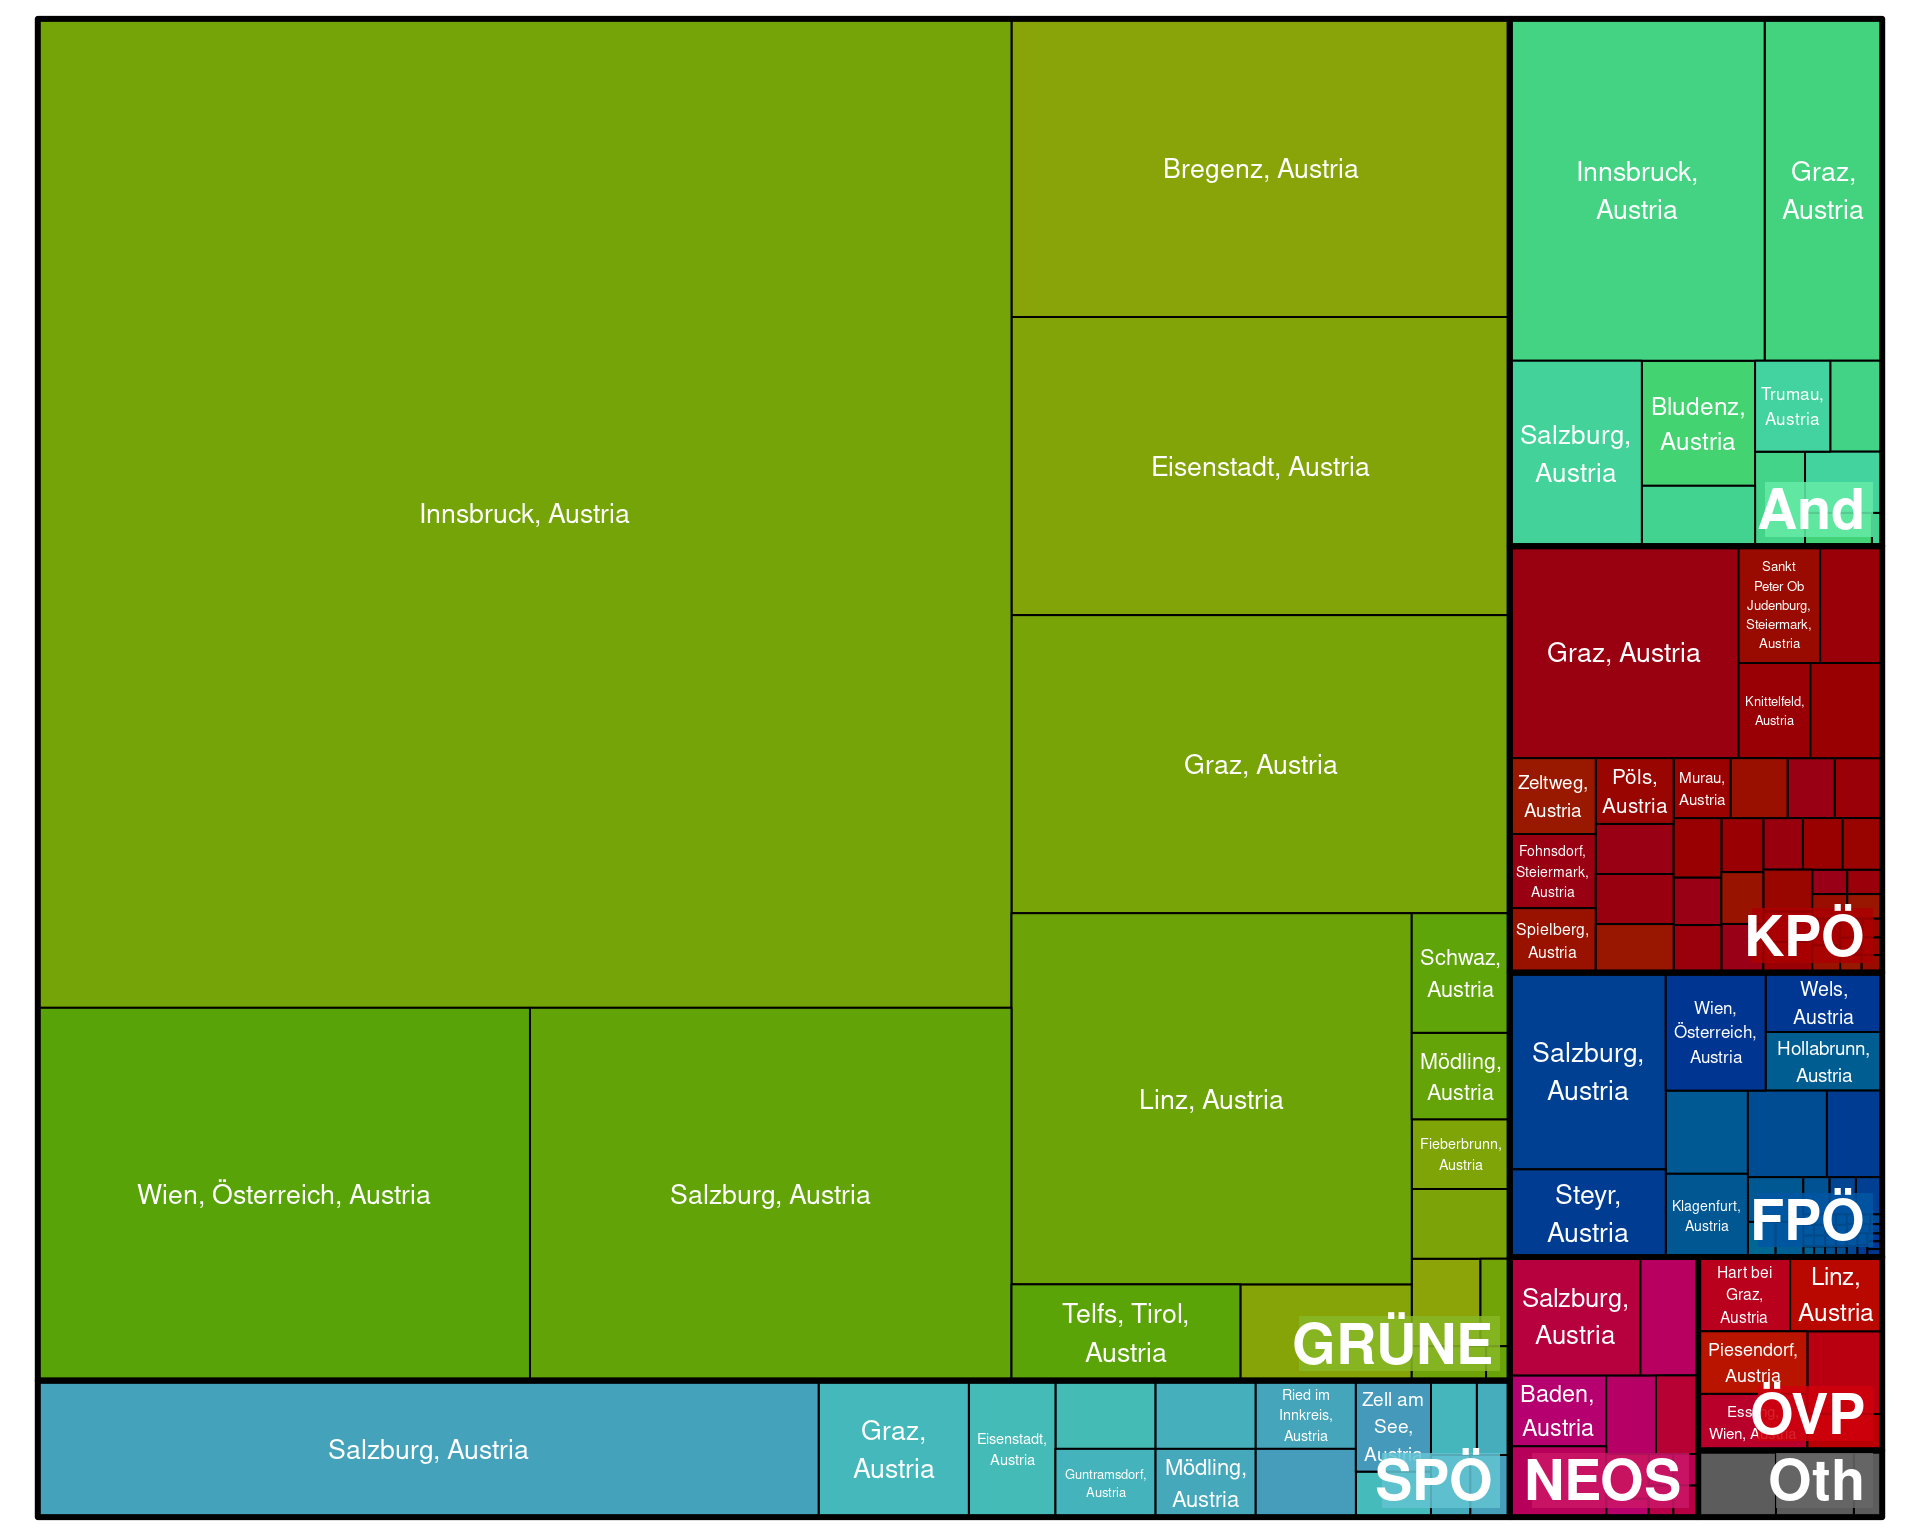 Innsbruck, Austria
Bregenz, Austria
Eisenstadt, Austria
Graz, Austria
Wien, Österreich, Austria
Salzburg, Austria
Linz, Austria
Schwaz,
Austria
Mödling,
Austria
Fieberbrunn,
Austria
Telfs, Tirol,
Austria
GRÜNE
Salzburg, Austria
Graz,
Austria
Eisenstadt,
Austria
Guntramsdorf,
Austria
Mödling,
Austria
Ried im
Innkreis,
Austria
Zell am
See,
Austria
SPÖ
Innsbruck,
Austria
Graz,
Austria
Salzburg,
Austria
Bludenz,
Austria
Trumau,
Austria
And
Graz, Austria
Sankt
Peter Ob
Judenburg,
Steiermark,
Austria
Knittelfeld,
Austria
Zeltweg,
Austria
Pöls,
Austria
Murau,
Austria
Fohnsdorf,
Steiermark,
Austria
Spielberg,
Austria
KPÖ
Salzburg,
Austria
Wien,
Österreich,
Austria
Wels,
Austria
Hollabrunn,
Austria
Steyr,
Austria
Klagenfurt,
Austria
FPÖ
Salzburg,
Austria
Baden,
Austria
NEOS
Hart bei
Graz,
Austria
Linz,
Austria
Piesendorf,
Austria
Essling,
Wien, Austria
ÖVP
Oth